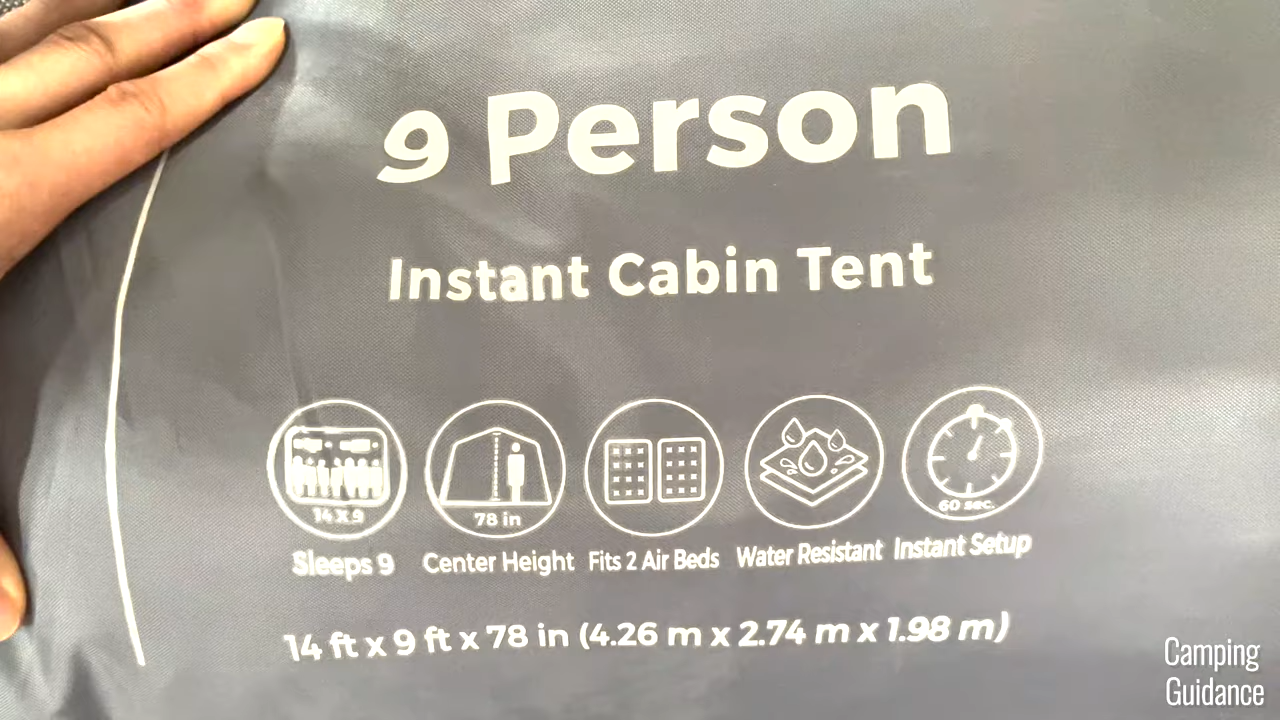 9 Person
Instant Cabin Tent
14 X 9
78 in
60 sec.
Sleeps 9
Center Height
Fits 2 Air Beds
Water Resistant
Instant Setup
14 ft x 9 ft x 78 in (4.26 m x 2.74 m x 1.98 m)
Camping
Guidance